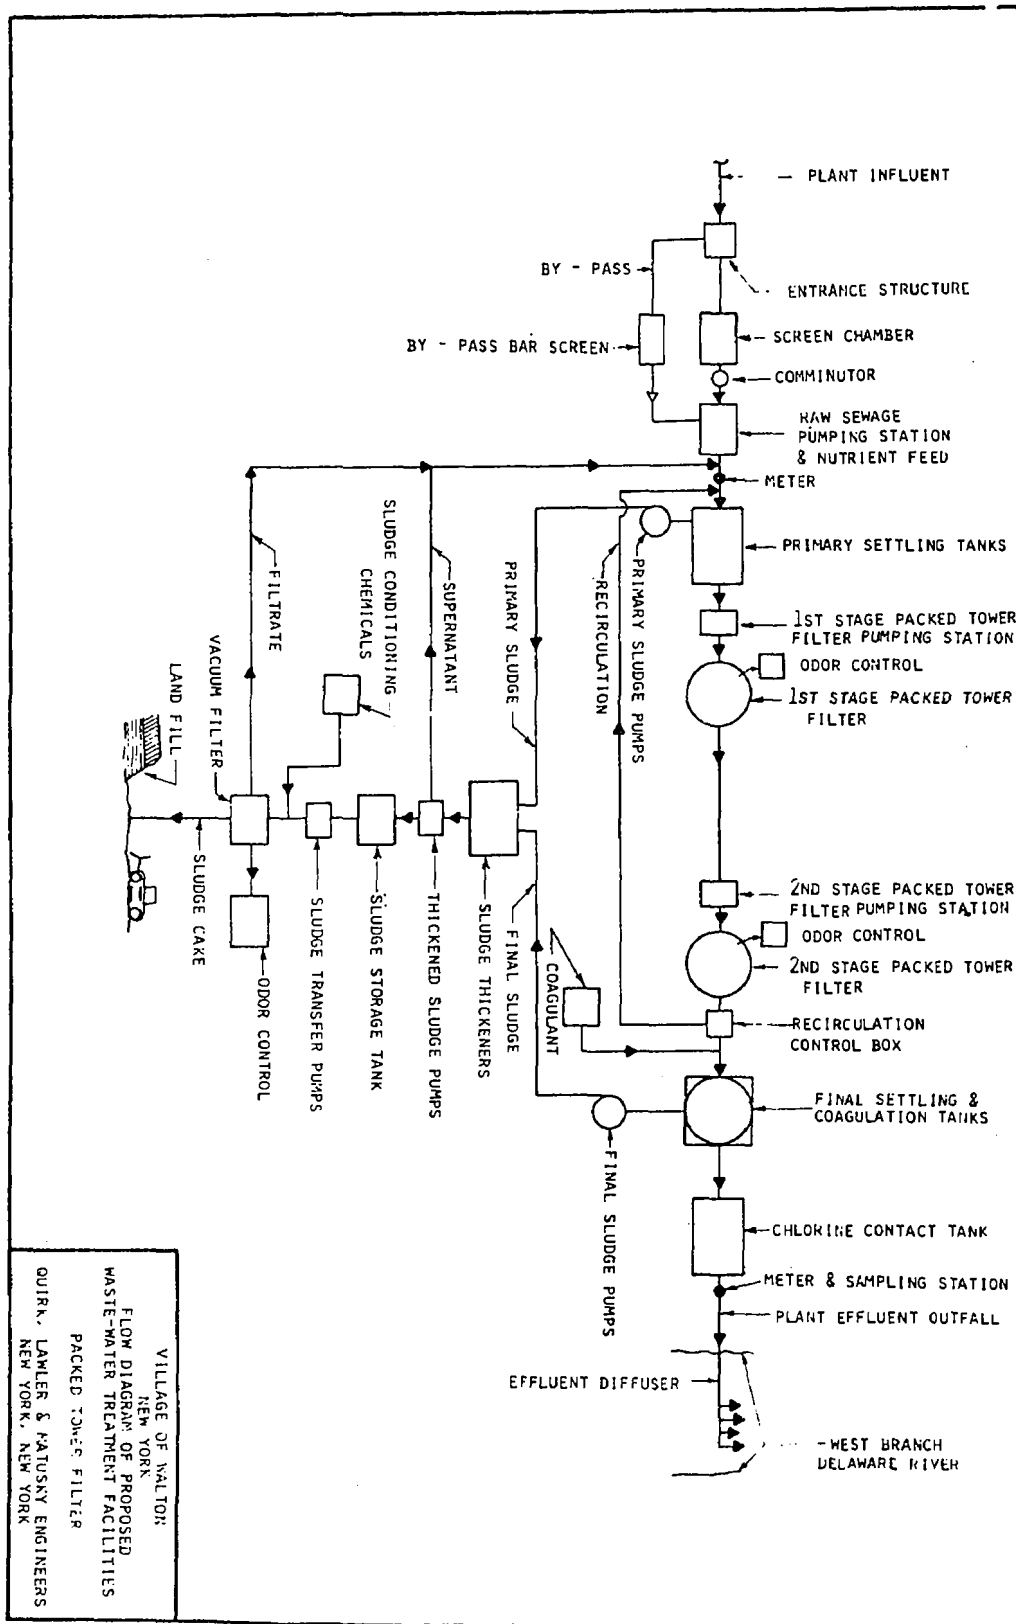 PLANT INFLUENT
BY - PASS
ENTRANCE STRUCTURE
BY - PASS BAR SCREEN
SCREEN CHAMBER
COMMINUTOR
RAW SEWAGE
PUMPING STATION
& NUTRIENT FEED
METER
PRIMARY SETTLING TANKS
1ST STAGE PACKED TOWER
FILTER PUMPING STATION
ODOR CONTROL
1ST STAGE PACKED TOWER
FILTER
2ND STAGE PACKED TOWER
FILTER PUMPING STATION
ODOR CONTROL
2ND STAGE PACKED TOWER
FILTER
RECIRCULATION
CONTROL BOX
FINAL SETTLING &
COAGULATION TANKS
CHLORINE CONTACT TANK
METER & SAMPLING STATION
PLANT EFFLUENT OUTFALL
EFFLUENT DIFFUSER
WEST BRANCH
DELAWARE RIVER
PRIMARY SLUDGE PUMPS
RECIRCULATION
PRIMARY SLUDGE
SUPERNATANT
SLUDGE CONDITIONING
CHEMICALS
FILTRATE
VACUUM FILTER
LAND FILL
SLUDGE CAKE
ODOR CONTROL
SLUDGE TRANSFER PUMPS
SLUDGE STORAGE TANK
THICKENED SLUDGE PUMPS
SLUDGE THICKENERS
FINAL SLUDGE
COAGULANT
FINAL SLUDGE PUMPS
VILLAGE OF WALTON
NEW YORK
FLOW DIAGRAM OF PROPOSED
WASTE-WATER TREATMENT FACILITIES
PACKED TOWER FILTER
QUIRK, LAWLER & MATUSKY ENGINEERS
NEW YORK, NEW YORK